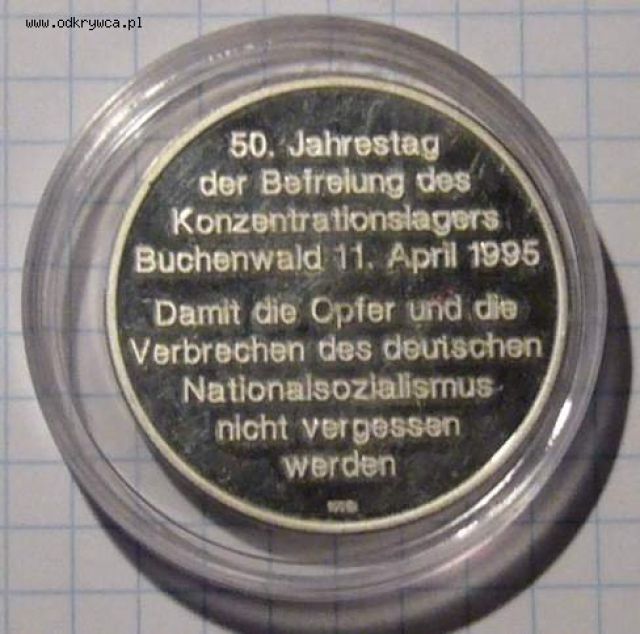 www.odkrywca.pl
50. Jahrestag
der Befreiung des
Konzentrationslagers
Buchenwald 11. April 1995
Damit die Opfer und die
Verbrechen des deutschen
Nationalsozialismus
nicht vergessen
werden